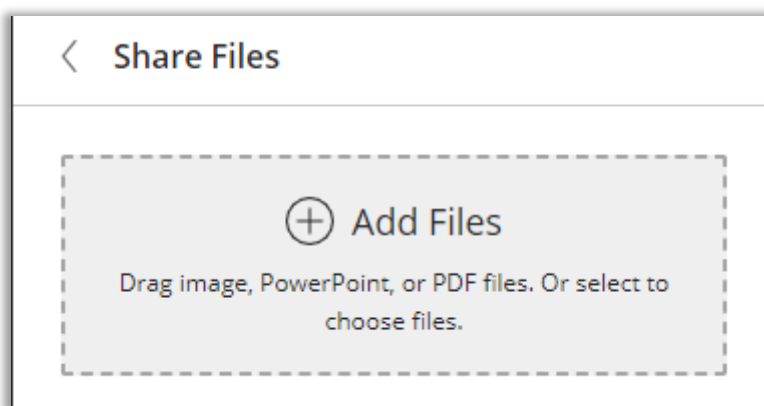 Share Files
Add Files
Drag image, PowerPoint, or PDF files. Or select to
choose files.